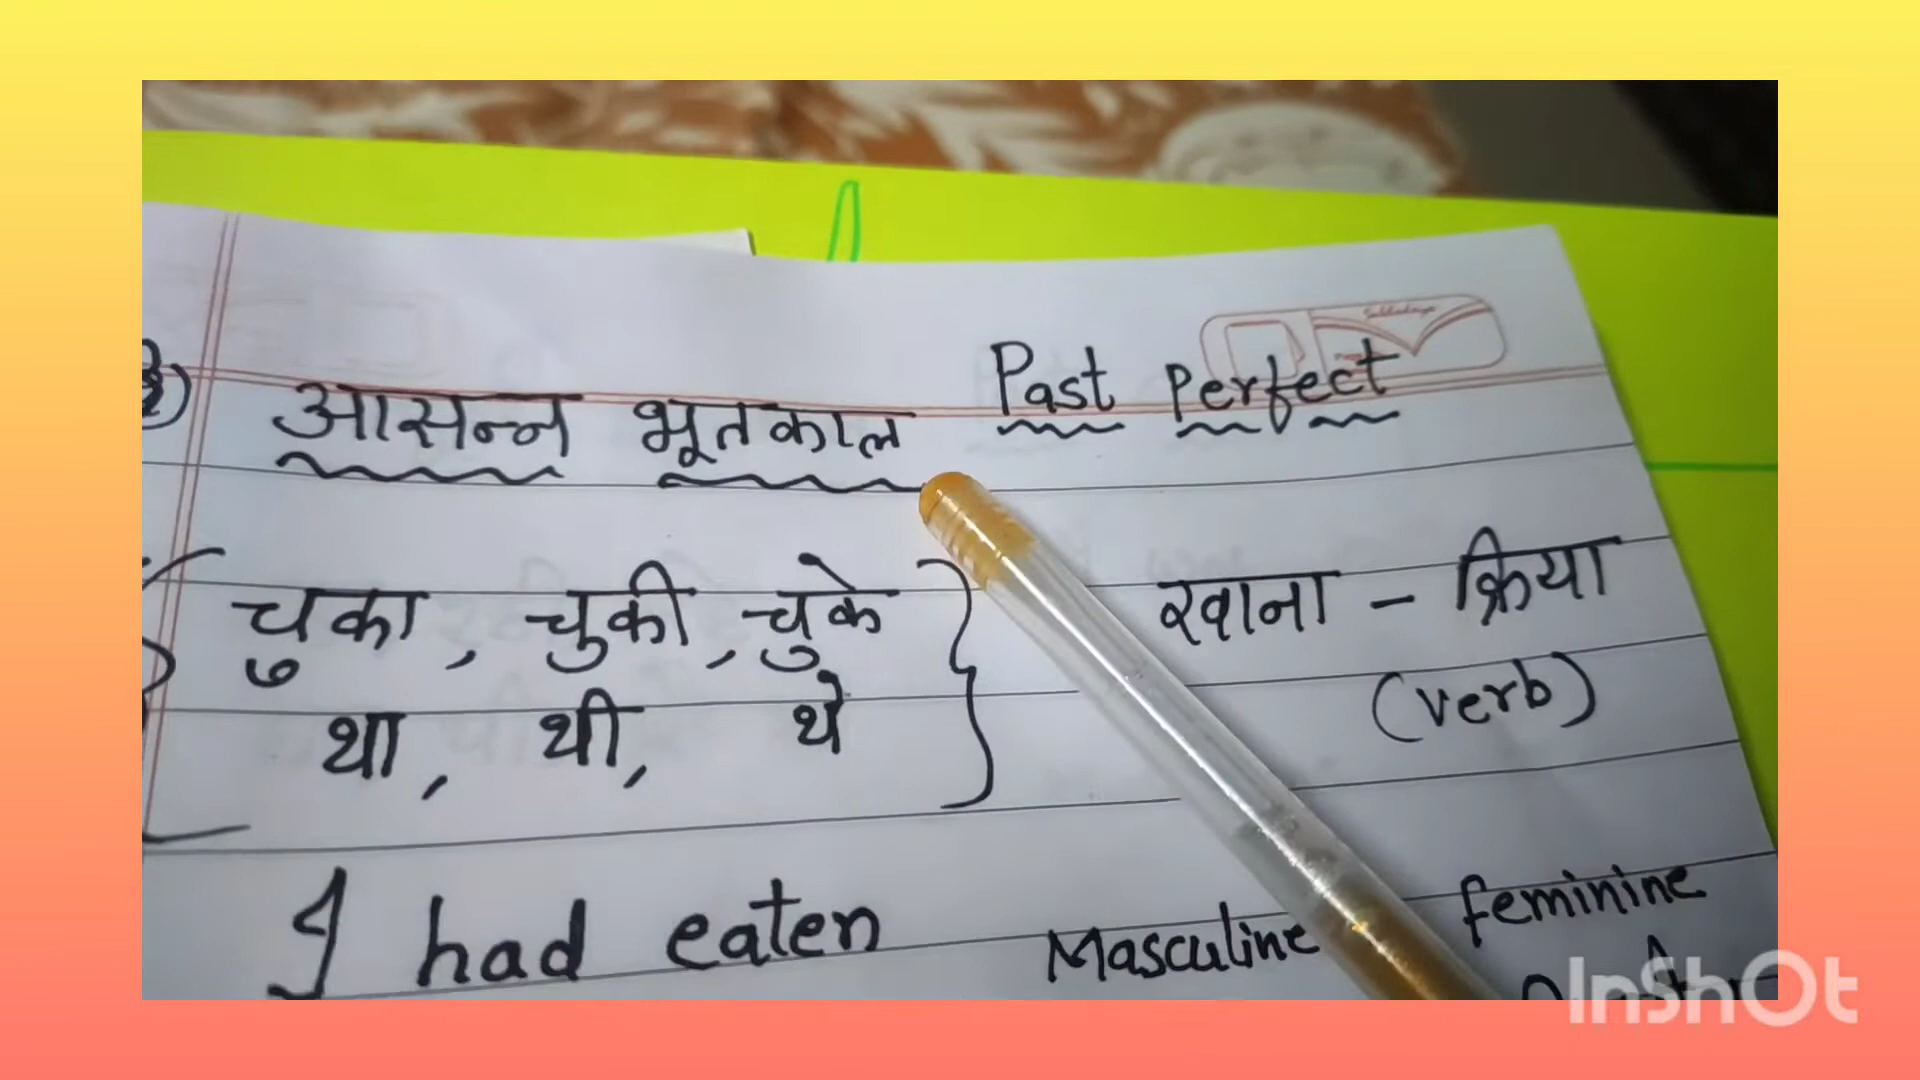 आसन्न भूतकाल Past Perfect
चुका, चुकी, चुके खाना - क्रिया
था, थी, थे (verb)
I had eaten Masculine feminine
InShOt